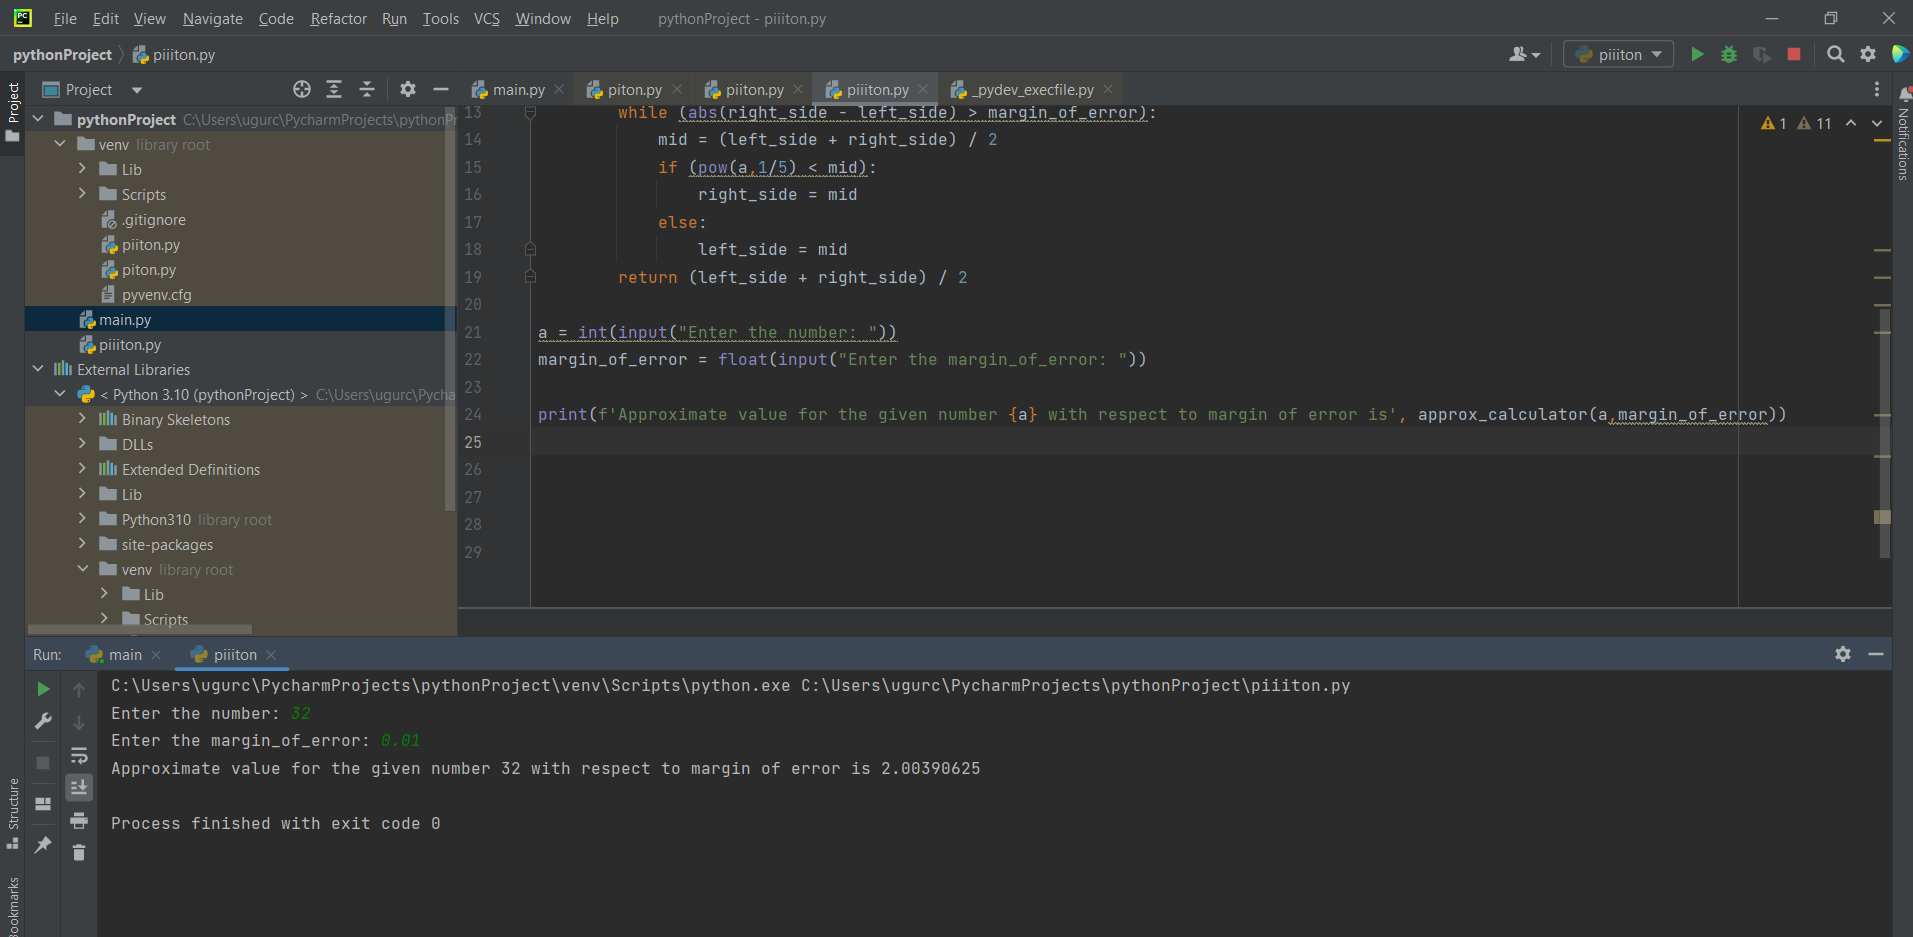 PC
File Edit View Navigate Code Refactor Run Tools VCS Window Help pythonProject - piiiton.py
pythonProject piiiton.py
piiiton
Project
Project
main.py piton.py piiton.py piiiton.py _pydev_execfile.py
Notifications
pythonProject C:\Users\ugurc\PycharmProjects\pythonPr
venv library root
Lib
Scripts
.gitignore
piiton.py
piton.py
pyvenv.cfg
main.py
piiiton.py
External Libraries
< Python 3.10 (pythonProject) > C:\Users\ugurc\Pycha
Binary Skeletons
DLLs
Extended Definitions
Lib
Python310 library root
site-packages
venv library root
Lib
Scripts
1 11
13 while (abs(right_side - left_side) > margin_of_error):
14 mid = (left_side + right_side) / 2
15 if (pow(a,1/5) < mid):
16 right_side = mid
17 else:
18 left_side = mid
19 return (left_side + right_side) / 2
20
21 a = int(input("Enter the number: "))
22 margin_of_error = float(input("Enter the margin_of_error: "))
23
24 print(f'Approximate value for the given number {a} with respect to margin of error is', approx_calculator(a,margin_of_error))
25
26
27
28
29
Run: main piiiton
C:\Users\ugurc\PycharmProjects\pythonProject\venv\Scripts\python.exe C:\Users\ugurc\PycharmProjects\pythonProject\piiiton.py
Enter the number: 32
Enter the margin_of_error: 0.01
Approximate value for the given number 32 with respect to margin of error is 2.00390625
Process finished with exit code 0
Structure
Bookmarks